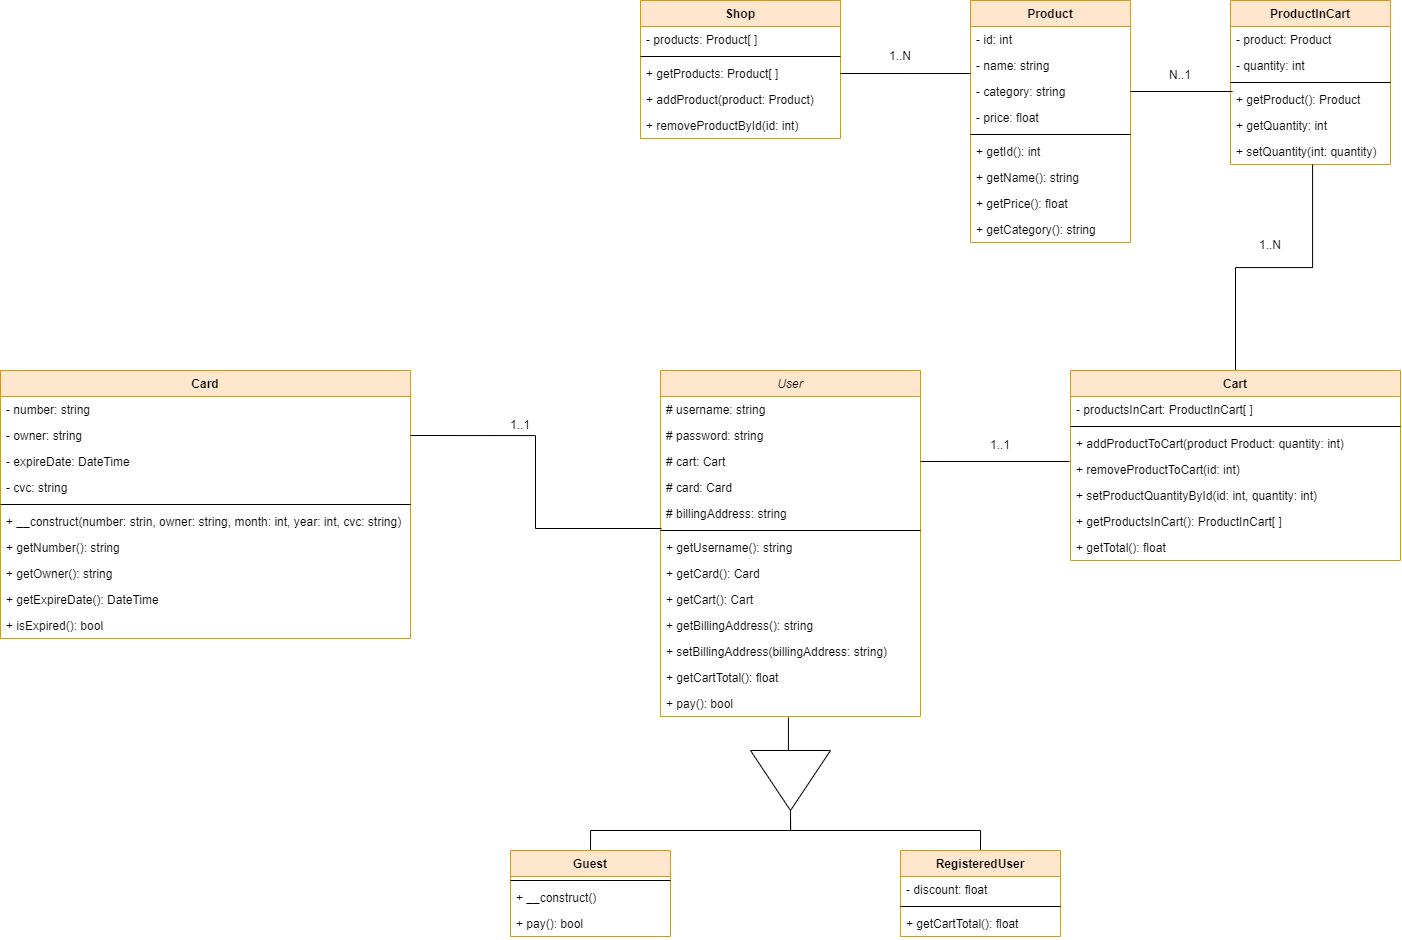 Shop
- products: Product[ ]
+ getProducts: Product[ ]
+ addProduct(product: Product)
+ removeProductById(id: int)
1..N
Product
- id: int
- name: string
- category: string
- price: float
+ getId(): int
+ getName(): string
+ getPrice(): float
+ getCategory(): string
N..1
ProductInCart
- product: Product
- quantity: int
+ getProduct(): Product
+ getQuantity: int
+ setQuantity(int: quantity)
1..N
Card
- number: string
- owner: string
- expireDate: DateTime
- cvc: string
+ __construct(number: strin, owner: string, month: int, year: int, cvc: string)
+ getNumber(): string
+ getOwner(): string
+ getExpireDate(): DateTime
+ isExpired(): bool
1..1
User
# username: string
# password: string
# cart: Cart
# card: Card
# billingAddress: string
+ getUsername(): string
+ getCard(): Card
+ getCart(): Cart
+ getBillingAddress(): string
+ setBillingAddress(billingAddress: string)
+ getCartTotal(): float
+ pay(): bool
1..1
Cart
- productsInCart: ProductInCart[ ]
+ addProductToCart(product Product: quantity: int)
+ removeProductToCart(id: int)
+ setProductQuantityById(id: int, quantity: int)
+ getProductsInCart(): ProductInCart[ ]
+ getTotal(): float
Guest
+ __construct()
+ pay(): bool
RegisteredUser
- discount: float
+ getCartTotal(): float